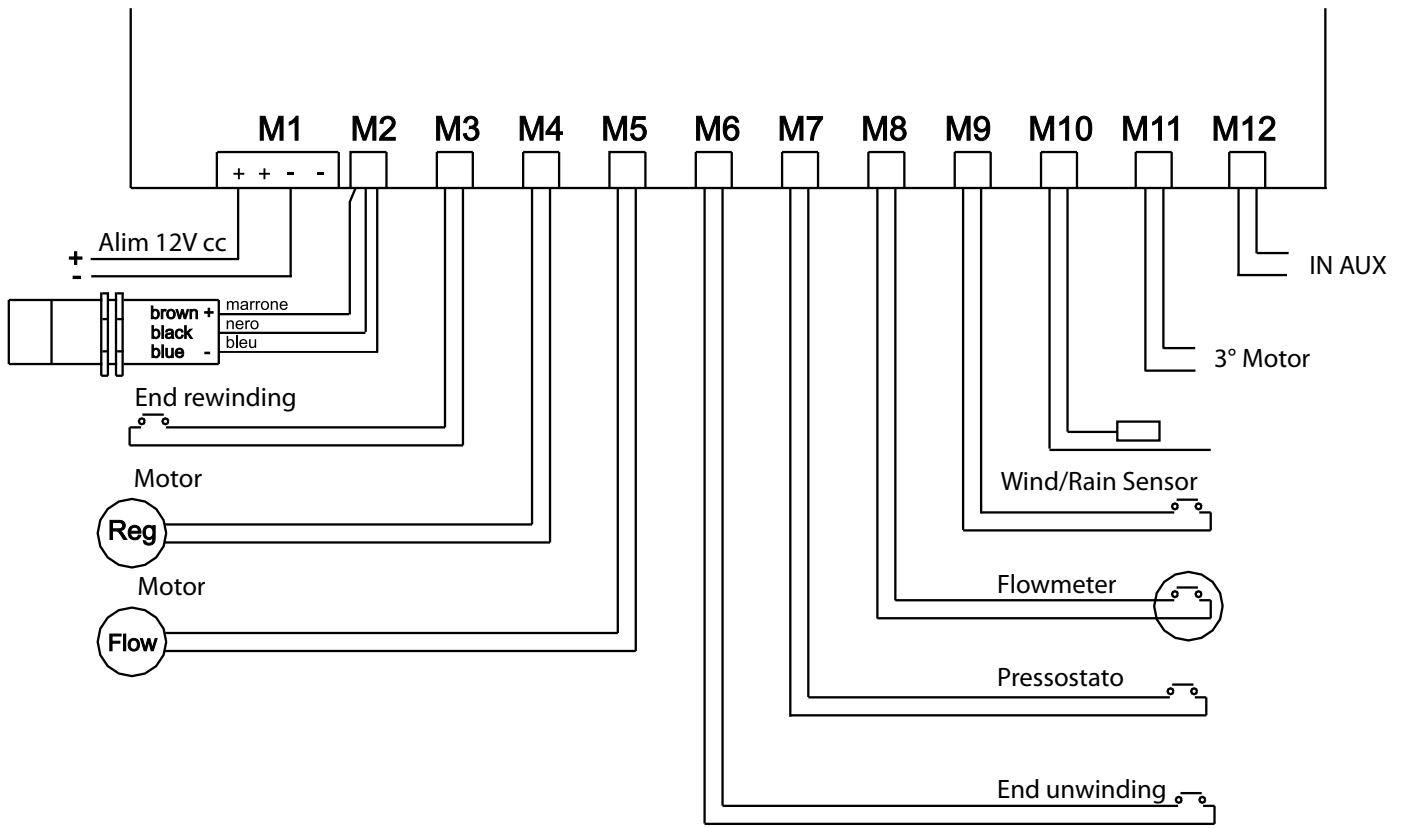 M1 M2 M3 M4 M5 M6 M7 M8 M9 M10 M11 M12
+ + - -
Alim 12V cc
+
-
brown + marrone
black nero
blue - bleu
IN AUX
3° Motor
End rewinding
Motor
Reg
Wind/Rain Sensor
Motor
Flow
Flowmeter
Pressostato
End unwinding